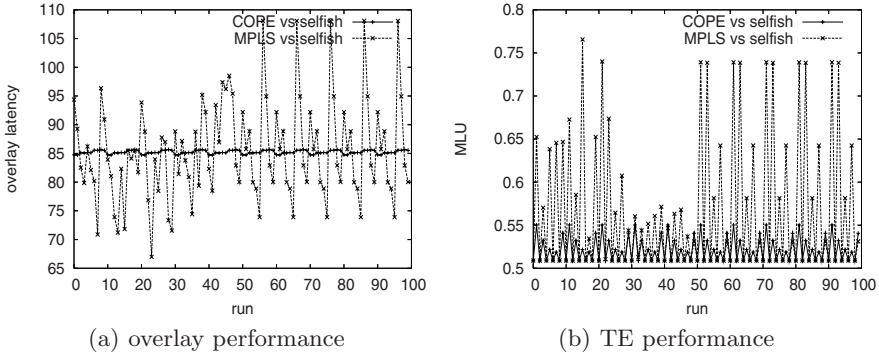 COPE vs selfish
MPLS vs selfish
110
105
100
95
90
85
80
75
70
65
overlay latency
0 10 20 30 40 50 60 70 80 90 100
run
(a) overlay performance
COPE vs selfish
MPLS vs selfish
0.8
0.75
0.7
0.65
0.6
0.55
0.5
MLU
0 10 20 30 40 50 60 70 80 90 100
run
(b) TE performance